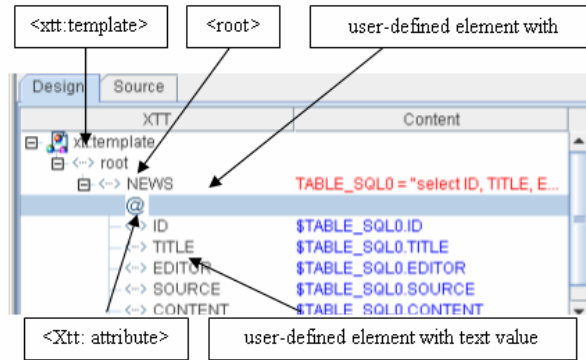 <xtt:template>
<root>
user-defined element with
Design
Source
XTT
Content
xtt:template
root
NEWS
TABLE_SQL0 = "select ID, TITLE, E...
@
ID
$TABLE_SQL0.ID
TITLE
$TABLE_SQL0.TITLE
EDITOR
$TABLE_SQL0.EDITOR
SOURCE
$TABLE_SQL0.SOURCE
CONTENT
$TABLE_SQL0.CONTENT
<Xtt: attribute>
user-defined element with text value